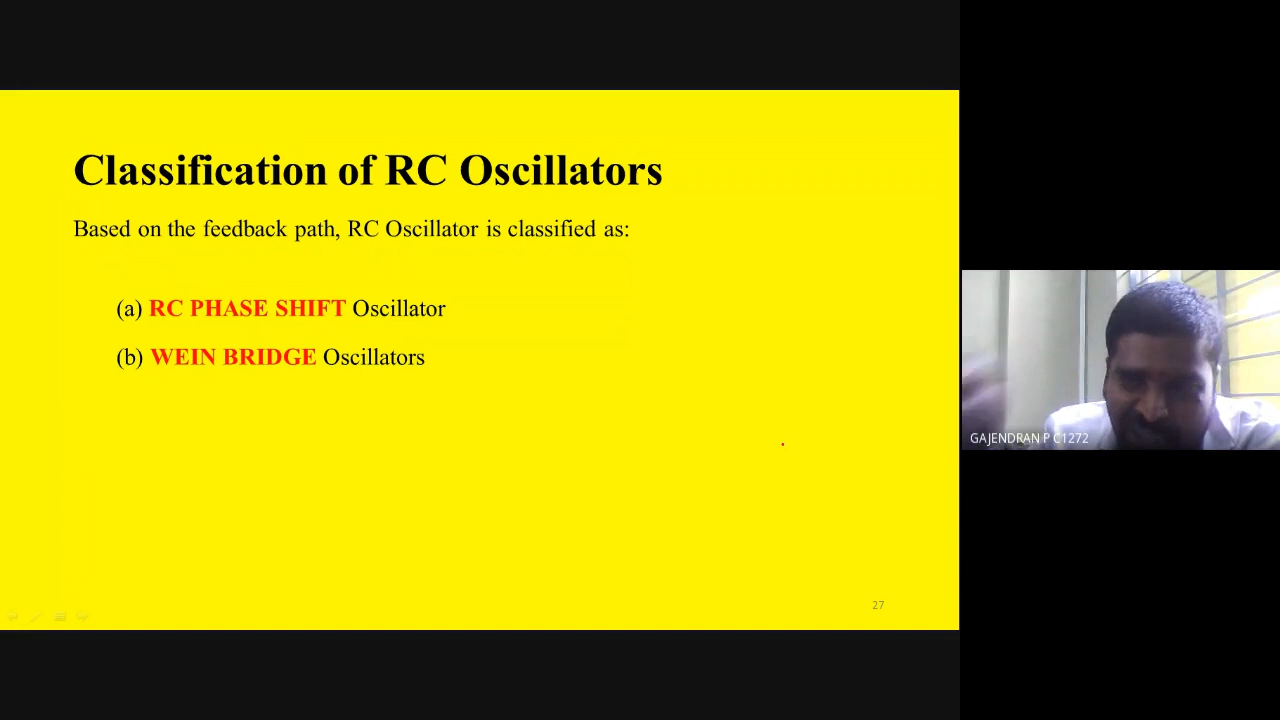 Classification of RC Oscillators
Based on the feedback path, RC Oscillator is classified as:
(a) RC PHASE SHIFT Oscillator
(b) WEIN BRIDGE Oscillators
27
GAJENDRAN P C1272